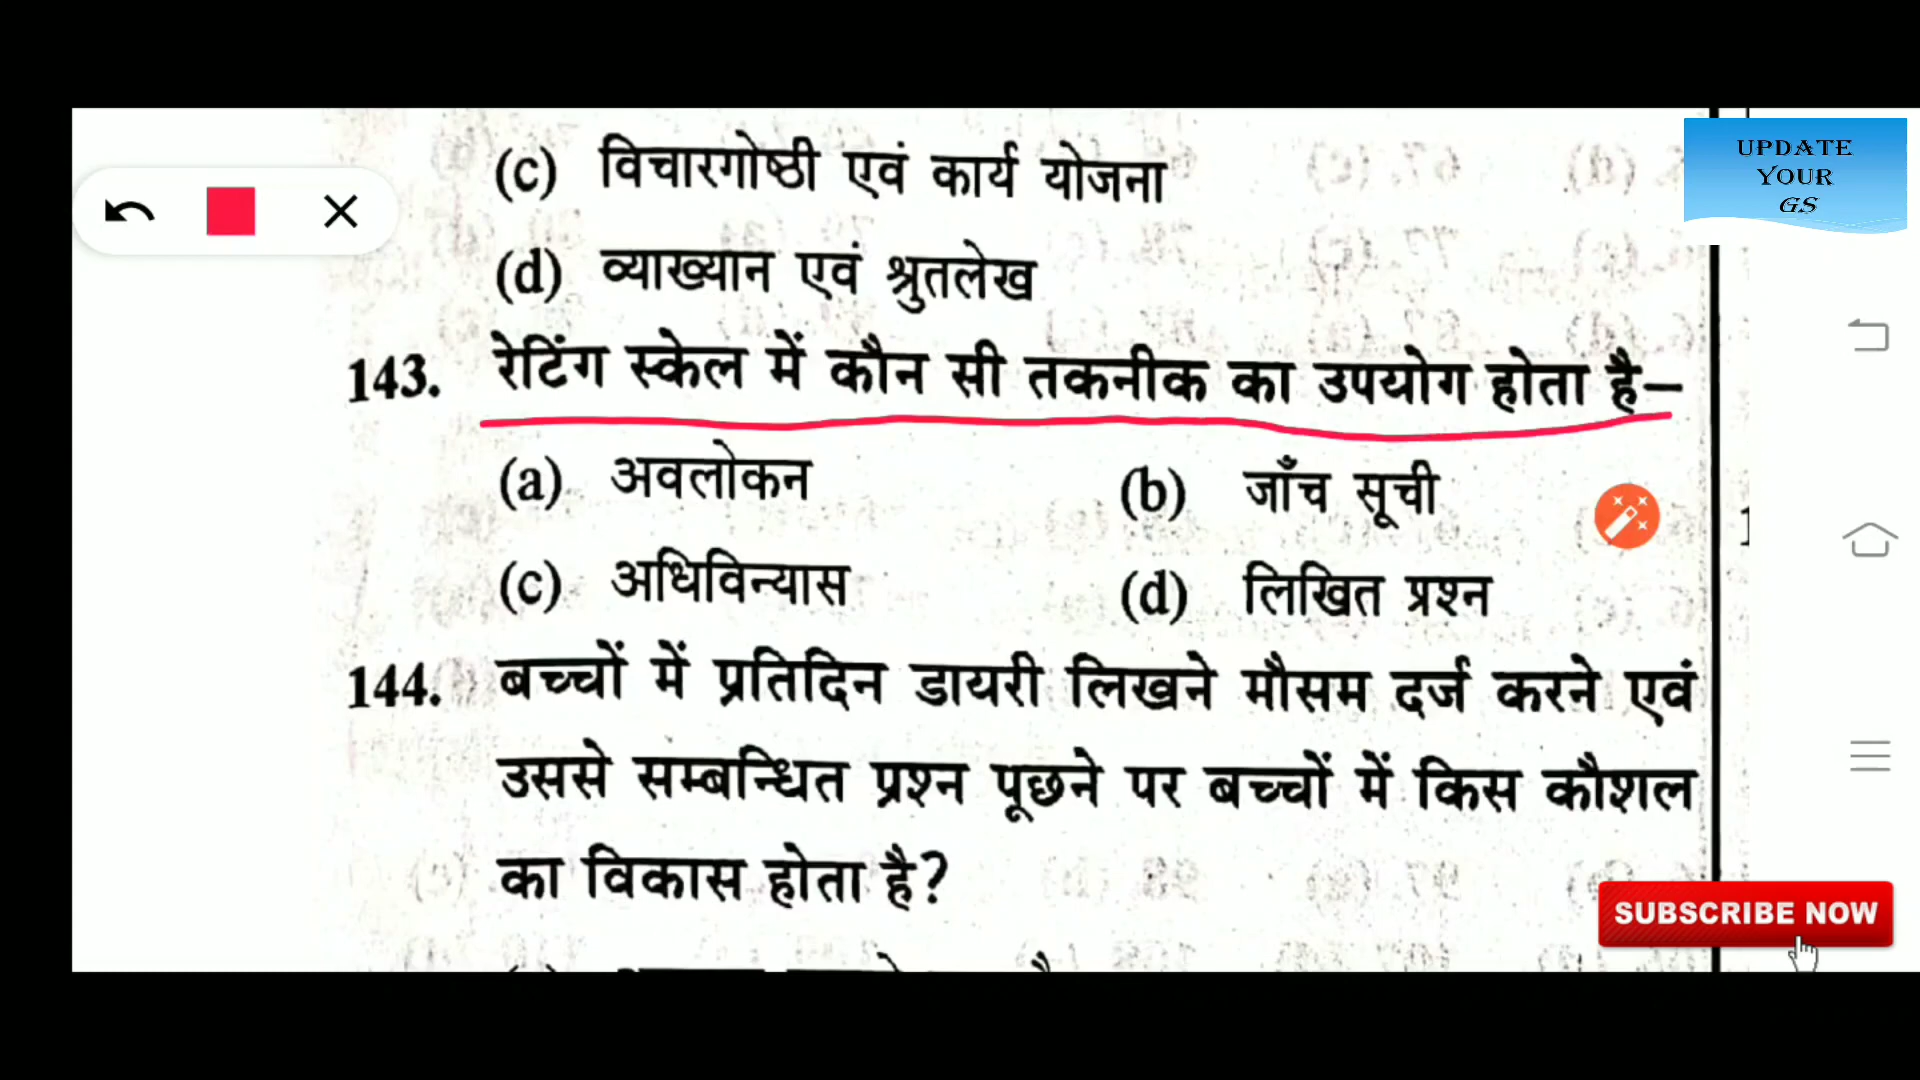 (c) विचारगोष्ठी एवं कार्य योजना
(d) व्याख्यान एवं श्रुतलेख
143. रेटिंग स्केल में कौन सी तकनीक का उपयोग होता है–
(a) अवलोकन (b) जाँच सूची
(c) अधिविन्यास (d) लिखित प्रश्न
144. बच्चों में प्रतिदिन डायरी लिखने मौसम दर्ज करने एवं
उससे सम्बन्धित प्रश्न पूछने पर बच्चों में किस कौशल
का विकास होता है?
UPDATE
YOUR
GS
SUBSCRIBE NOW